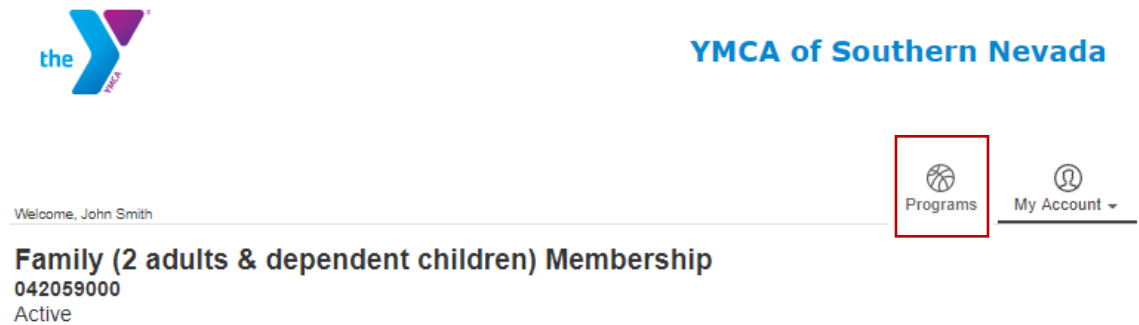 the
YMCA
YMCA of Southern Nevada
Programs
My Account
Welcome, John Smith
Family (2 adults & dependent children) Membership
042059000
Active